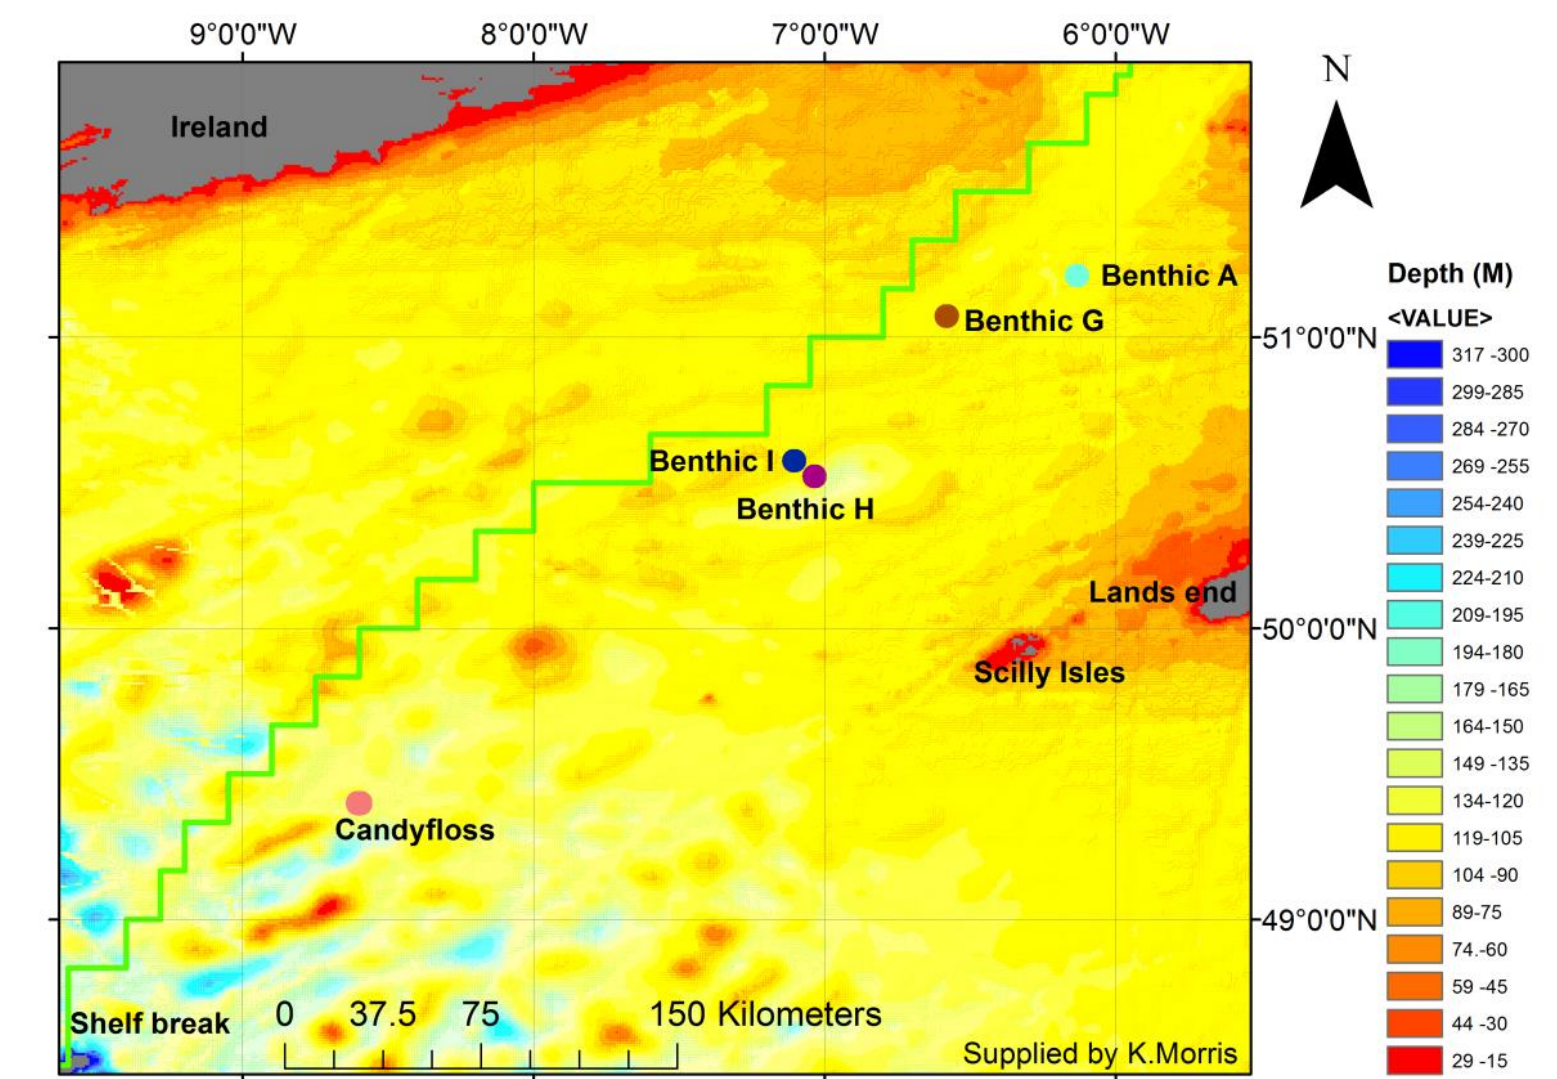 9°0'0"W 8°0'0"W 7°0'0"W 6°0'0"W
N
Ireland
Benthic A
Benthic G
51°0'0"N
Benthic I
Benthic H
Lands end
50°0'0"N
Scilly Isles
Candyfloss
49°0'0"N
Shelf break
0 37.5 75 150 Kilometers
Supplied by K.Morris
Depth (M)
<VALUE>
317 -300
299-285
284 -270
269 -255
254-240
239-225
224-210
209-195
194-180
179 -165
164-150
149 -135
134-120
119-105
104 -90
89-75
74.-60
59 -45
44 -30
29 -15